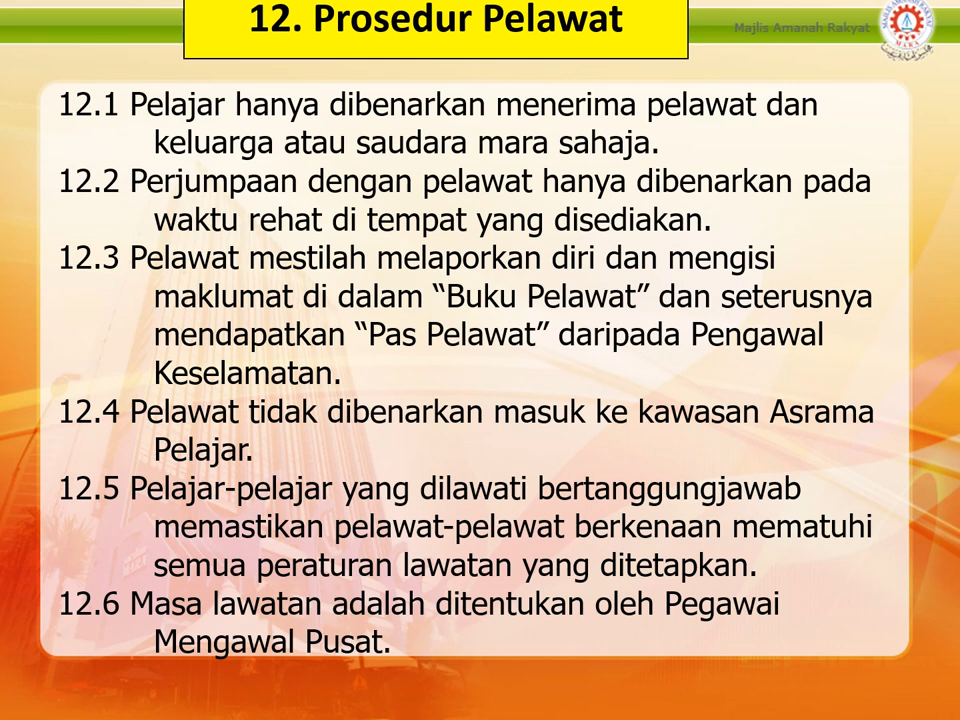 12. Prosedur Pelawat
Majlis Amanah Rakyat
12.1 Pelajar hanya dibenarkan menerima pelawat dan
keluarga atau saudara mara sahaja.
12.2 Perjumpaan dengan pelawat hanya dibenarkan pada
waktu rehat di tempat yang disediakan.
12.3 Pelawat mestilah melaporkan diri dan mengisi
maklumat di dalam “Buku Pelawat” dan seterusnya
mendapatkan “Pas Pelawat” daripada Pengawal
Keselamatan.
12.4 Pelawat tidak dibenarkan masuk ke kawasan Asrama
Pelajar.
12.5 Pelajar-pelajar yang dilawati bertanggungjawab
memastikan pelawat-pelawat berkenaan mematuhi
semua peraturan lawatan yang ditetapkan.
12.6 Masa lawatan adalah ditentukan oleh Pegawai
Mengawal Pusat.